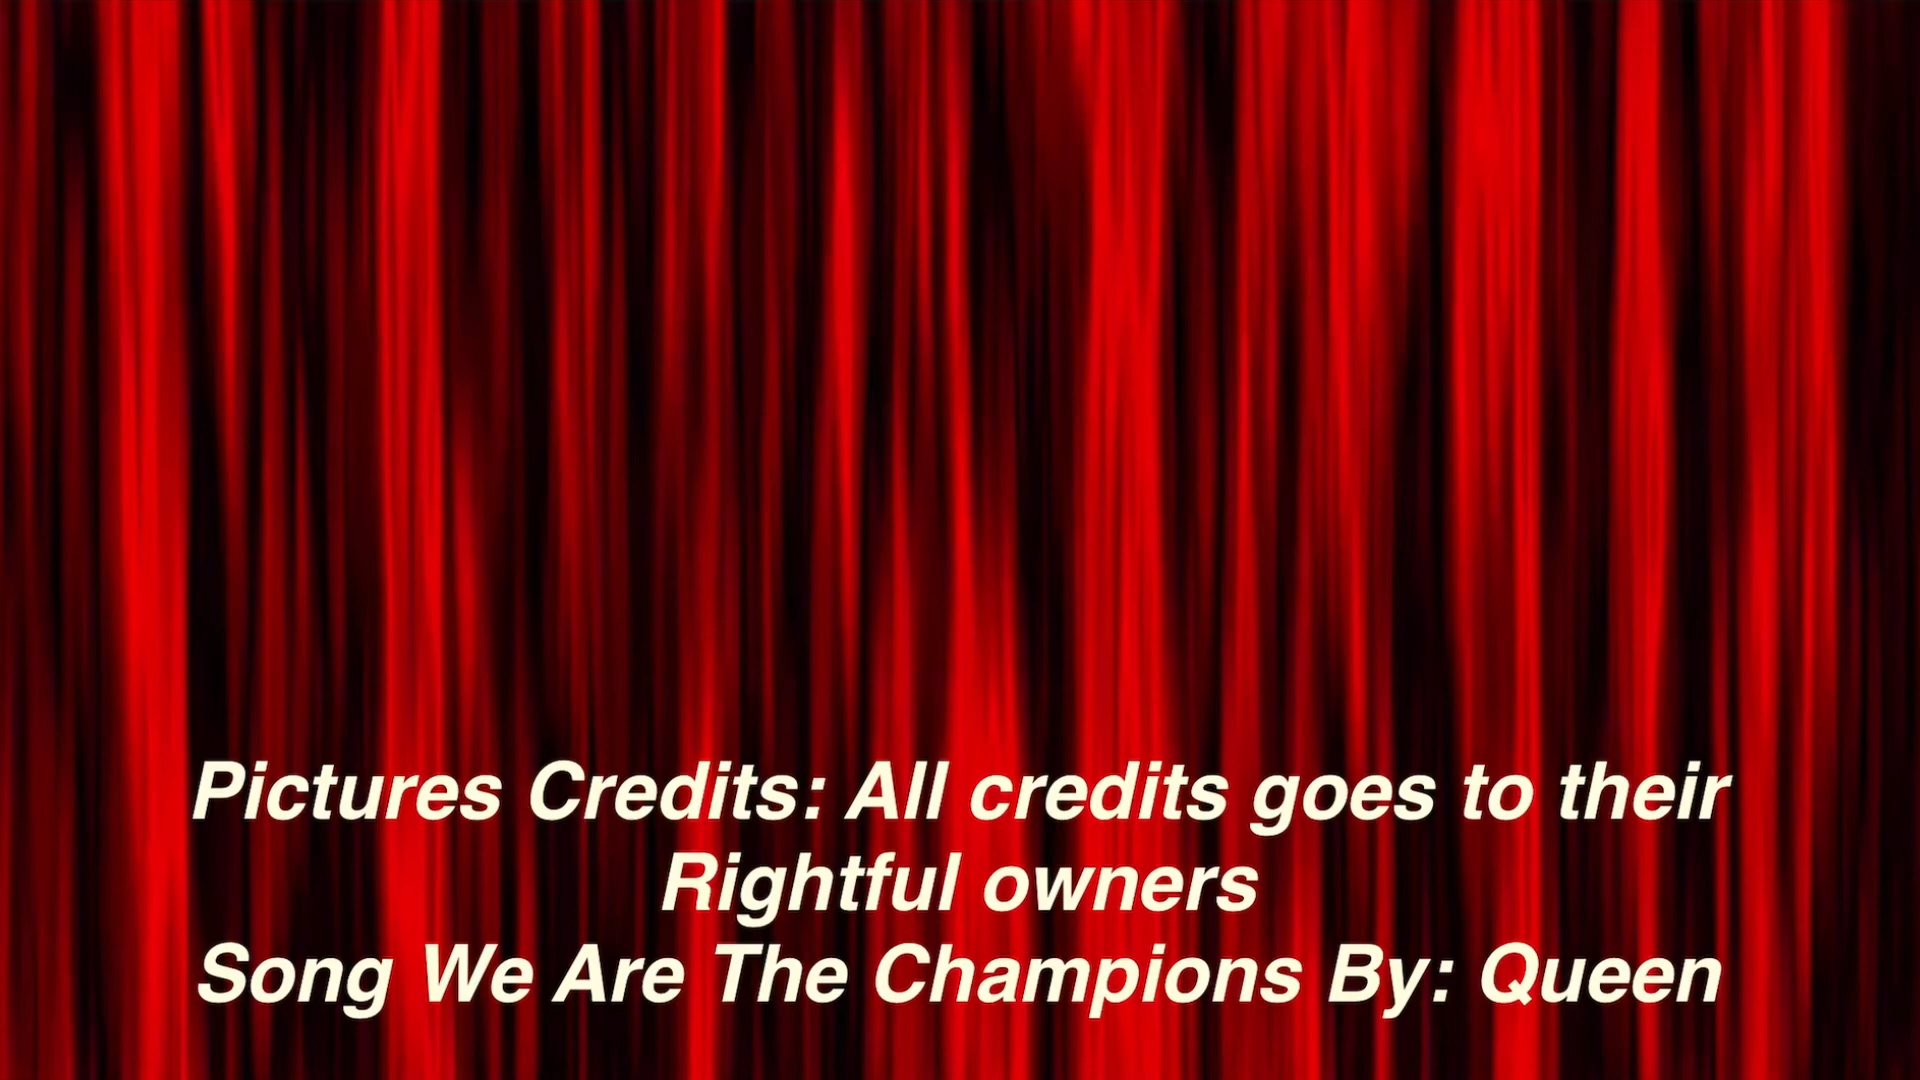 Pictures Credits: All credits goes to their
Rightful owners
Song We Are The Champions By: Queen